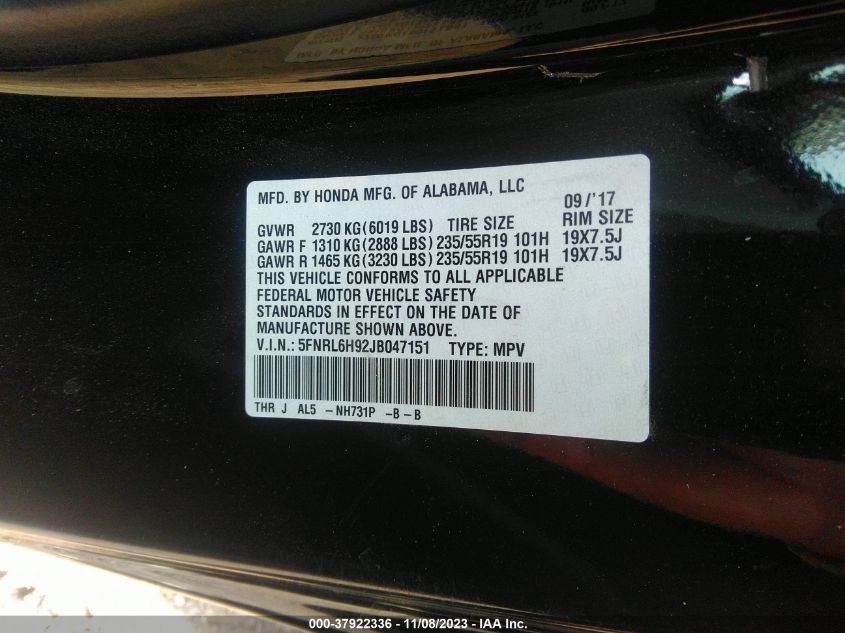 MFD. BY HONDA MFG. OF ALABAMA, LLC 09/'17
GVWR 2730 KG(6019 LBS) TIRE SIZE RIM SIZE
GAWR F 1310 KG(2888 LBS) 235/55R19 101H 19X7.5J
GAWR R 1465 KG(3230 LBS) 235/55R19 101H 19X7.5J
THIS VEHICLE CONFORMS TO ALL APPLICABLE
FEDERAL MOTOR VEHICLE SAFETY
STANDARDS IN EFFECT ON THE DATE OF
MANUFACTURE SHOWN ABOVE.
V.I.N.: 5FNRL6H92JB047151 TYPE: MPV
THR J AL5 -NH731P -B-B
000-37922336 - 11/08/2023 - IAA Inc.